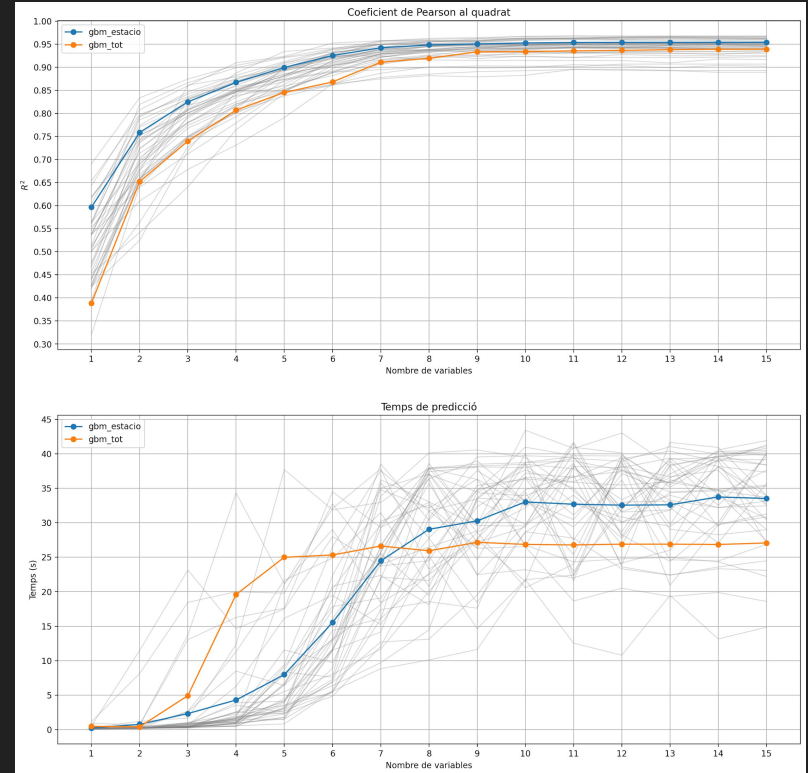 Coeficient de Pearson al quadrat
gbm_estacio
gbm_tot
1.00
0.95
0.90
0.85
0.80
0.75
0.70
0.65
0.60
0.55
0.50
0.45
0.40
0.35
0.30
R²
1 2 3 4 5 6 7 8 9 10 11 12 13 14 15
Nombre de variables
Temps de predicció
gbm_estacio
gbm_tot
45
40
35
30
25
20
15
10
5
0
Temps (s)
1 2 3 4 5 6 7 8 9 10 11 12 13 14 15
Nombre de variables